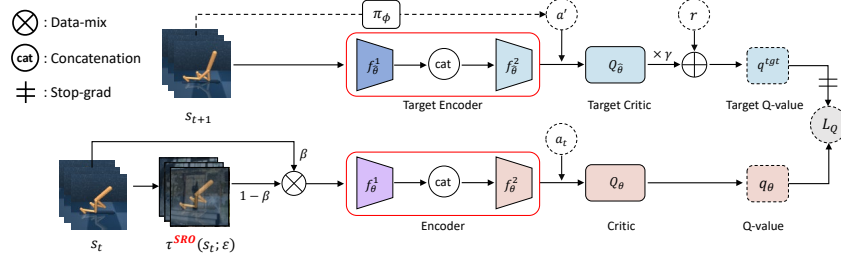 : Data-mix
cat : Concatenation
: Stop-grad
π_ϕ
a'
r
f^1_θ̂ cat f^2_θ̂
Q_θ̂
× γ
q^{tgt}
s_{t+1}
Target Encoder
Target Critic
Target Q-value
L_Q
β
1 − β
a_t
f^1_θ cat f^2_θ
Q_θ
q_θ
Encoder
Critic
Q-value
s_t
τ^{SRO}(s_t; ε)